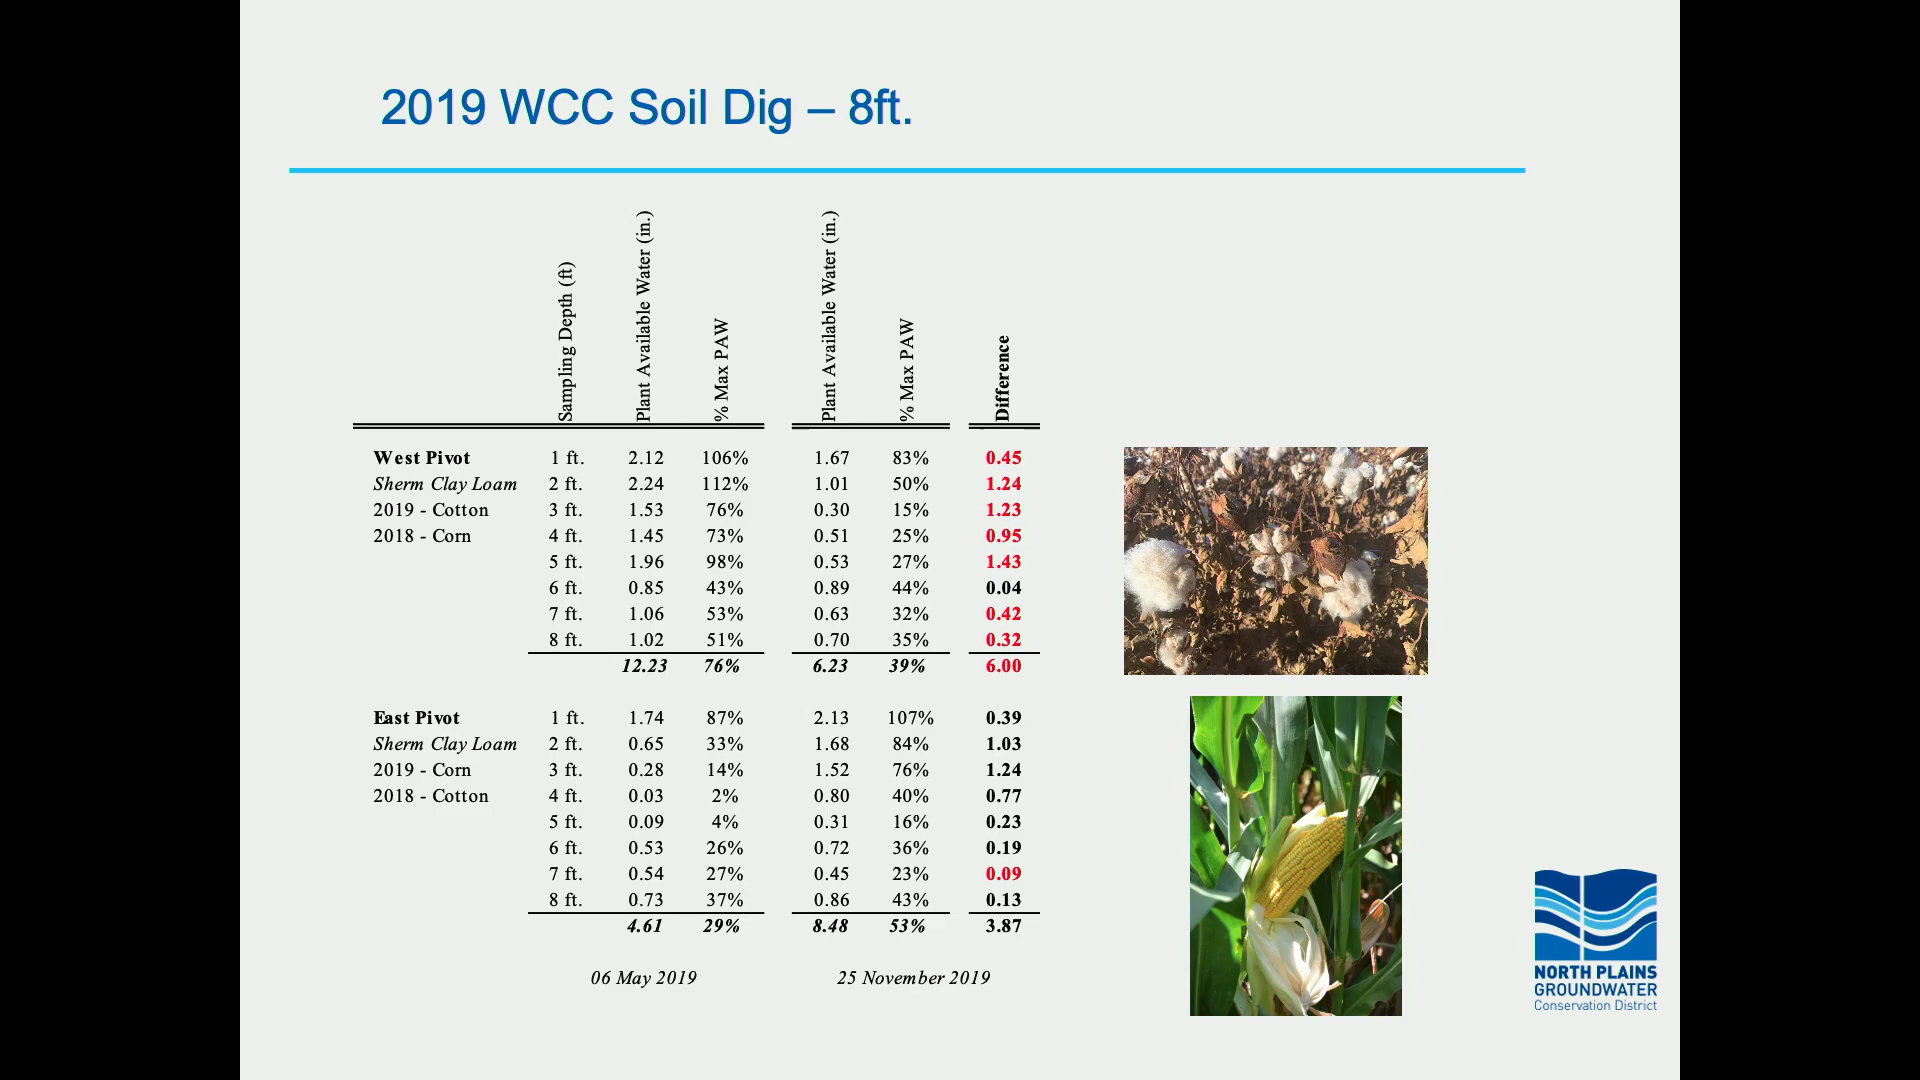 2019 WCC Soil Dig – 8ft.
Sampling Depth (ft) Plant Available Water (in.) % Max PAW Plant Available Water (in.) % Max PAW Difference
West Pivot 1 ft. 2.12 106% 1.67 83% 0.45
Sherm Clay Loam 2 ft. 2.24 112% 1.01 50% 1.24
2019 - Cotton 3 ft. 1.53 76% 0.30 15% 1.23
2018 - Corn 4 ft. 1.45 73% 0.51 25% 0.95
5 ft. 1.96 98% 0.53 27% 1.43
6 ft. 0.85 43% 0.89 44% 0.04
7 ft. 1.06 53% 0.63 32% 0.42
8 ft. 1.02 51% 0.70 35% 0.32
12.23 76% 6.23 39% 6.00
East Pivot 1 ft. 1.74 87% 2.13 107% 0.39
Sherm Clay Loam 2 ft. 0.65 33% 1.68 84% 1.03
2019 - Corn 3 ft. 0.28 14% 1.52 76% 1.24
2018 - Cotton 4 ft. 0.03 2% 0.80 40% 0.77
5 ft. 0.09 4% 0.31 16% 0.23
6 ft. 0.53 26% 0.72 36% 0.19
7 ft. 0.54 27% 0.45 23% 0.09
8 ft. 0.73 37% 0.86 43% 0.13
4.61 29% 8.48 53% 3.87
06 May 2019 25 November 2019
NORTH PLAINS
GROUNDWATER
Conservation District